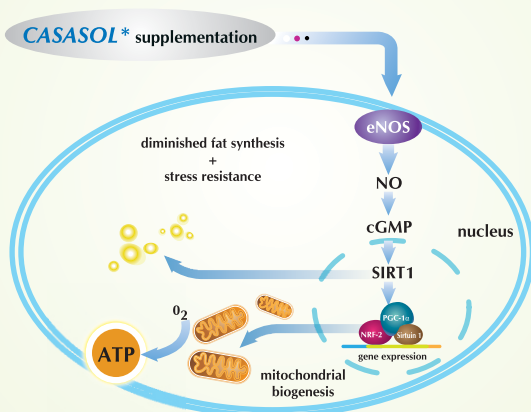 CASASOL* supplementation
eNOS
diminished fat synthesis
+
stress resistance
NO
cGMP
nucleus
SIRT1
PGC-1α
NRF-2
Sirtuin 1
gene expression
02
ATP
mitochondrial
biogenesis